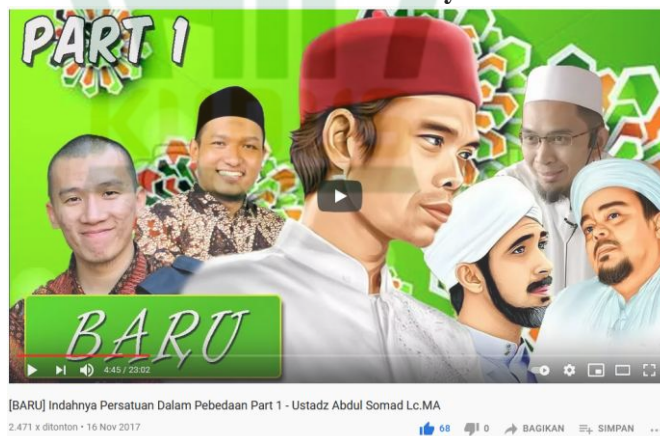 PART 1
BARU
4:45 / 23:02
[BARU] Indahnya Persatuan Dalam Pebedaan Part 1 - Ustadz Abdul Somad Lc.MA
2.471 x ditonton • 16 Nov 2017
68
0
BAGIKAN
SIMPAN